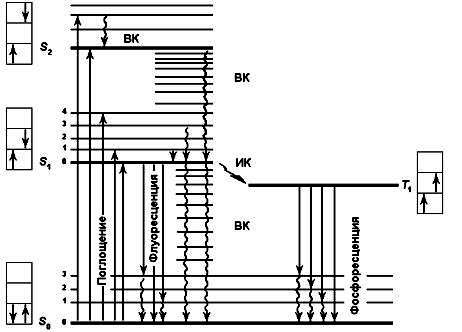 ВК
S₂
ВК
4
3
2
1
0
S₁
ИК
T₁
Поглощение
Флуоресценция
ВК
Фосфоресценция
3
2
1
0
S₀